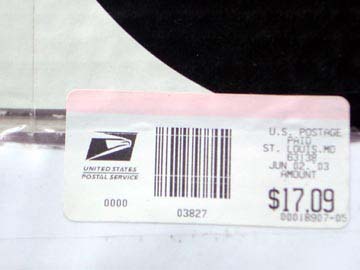 UNITED STATES
POSTAL SERVICE
0000
03827
U.S. POSTAGE
PAID
ST. LOUIS.MO
63138
JUN 02. 03
AMOUNT
$17.09
00018907-05